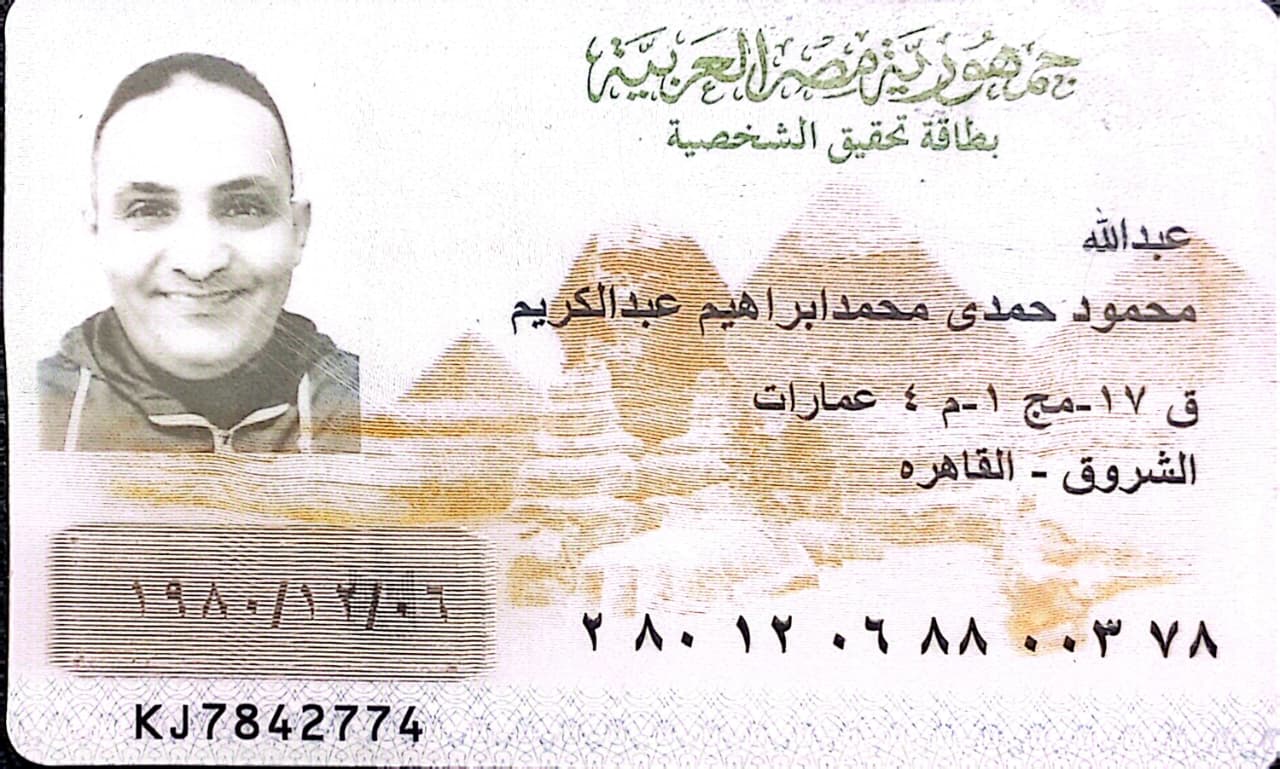 جمهورية مصر العربية
بطاقة تحقيق الشخصية
عبدالله
محمود حمدى محمدابراهيم عبدالكريم
ق ١٧-مج ١-م ٤ عمارات
الشروق - القاهره
١٩٨٠/١٢/٠٦
٢ ٨٠ ١٢ ٠٦ ٨٨ ٠٠٣ ٧٨
KJ7842774